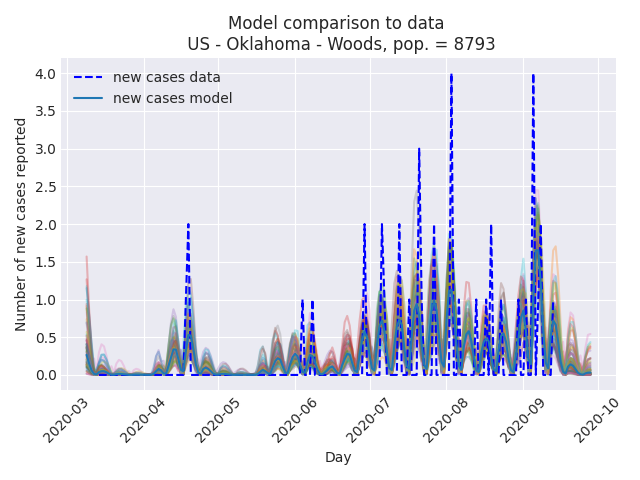 Model comparison to data
US - Oklahoma - Woods, pop. = 8793
new cases data
new cases model
Number of new cases reported
4.0
3.5
3.0
2.5
2.0
1.5
1.0
0.5
0.0
2020-03
2020-04
2020-05
2020-06
2020-07
2020-08
2020-09
2020-10
Day